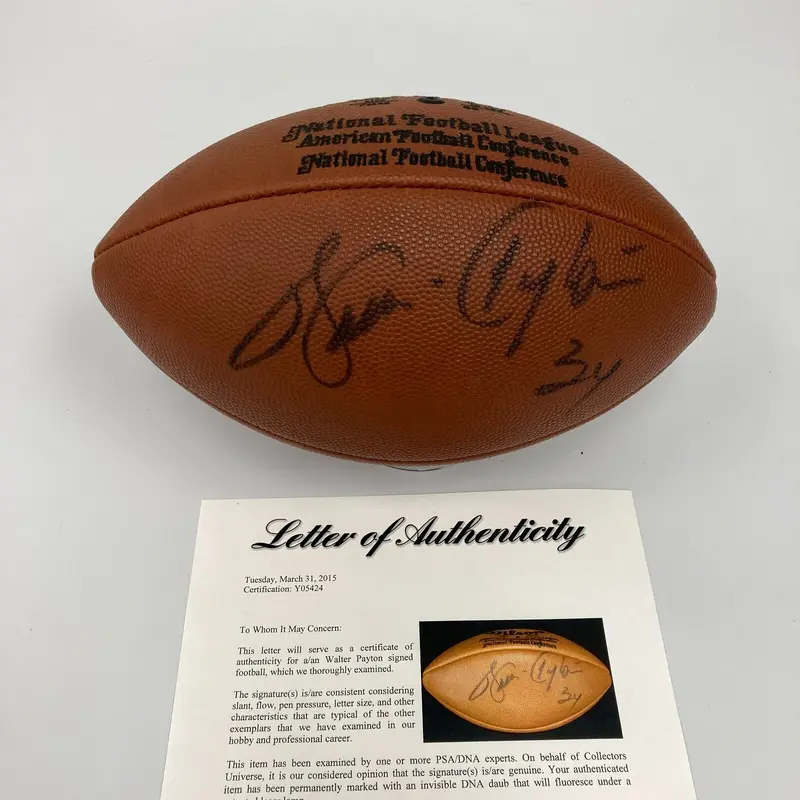 National Football League
American Football Conference
National Football Conference
Sweetness - Payton
34
Letter of Authenticity
Tuesday, March 31, 2015
Certification: Y05424
To Whom It May Concern:
This letter will serve as a certificate of
authenticity for a/an Walter Payton signed
football, which we thoroughly examined.
The signature(s) is/are consistent considering
slant, flow, pen pressure, letter size, and other
characteristics that are typical of the other
exemplars that we have examined in our
hobby and professional career.
This item has been examined by one or more PSA/DNA experts. On behalf of Collectors
Universe, it is our considered opinion that the signature(s) is/are genuine. Your authenticated
item has been permanently marked with an invisible DNA daub that will fluoresce under a